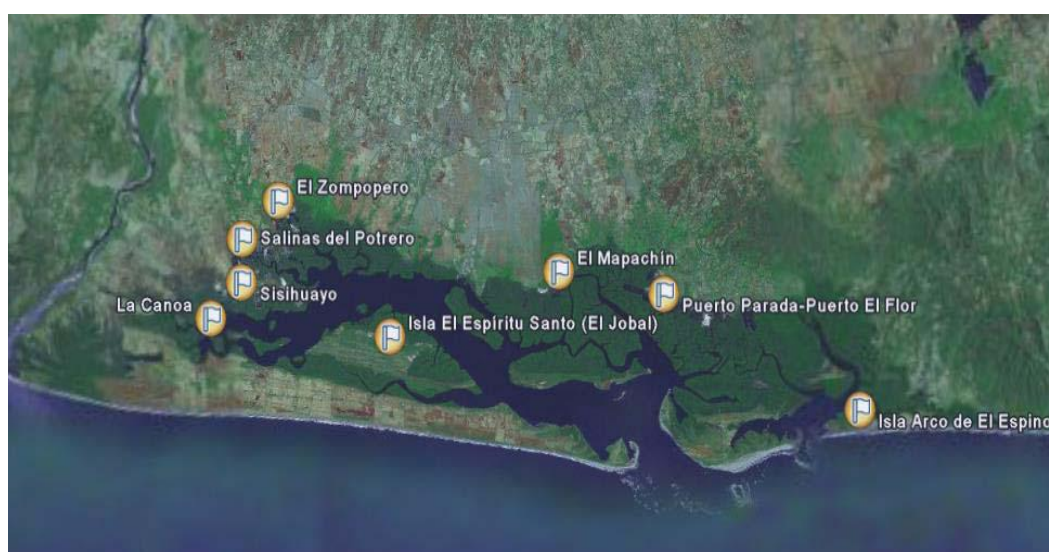 El Zompopero
Salinas del Potrero
El Mapachín
Sisihuayo
Puerto Parada-Puerto El Flor
La Canoa
Isla El Espíritu Santo (El Jobal)
Isla Arco de El Espino